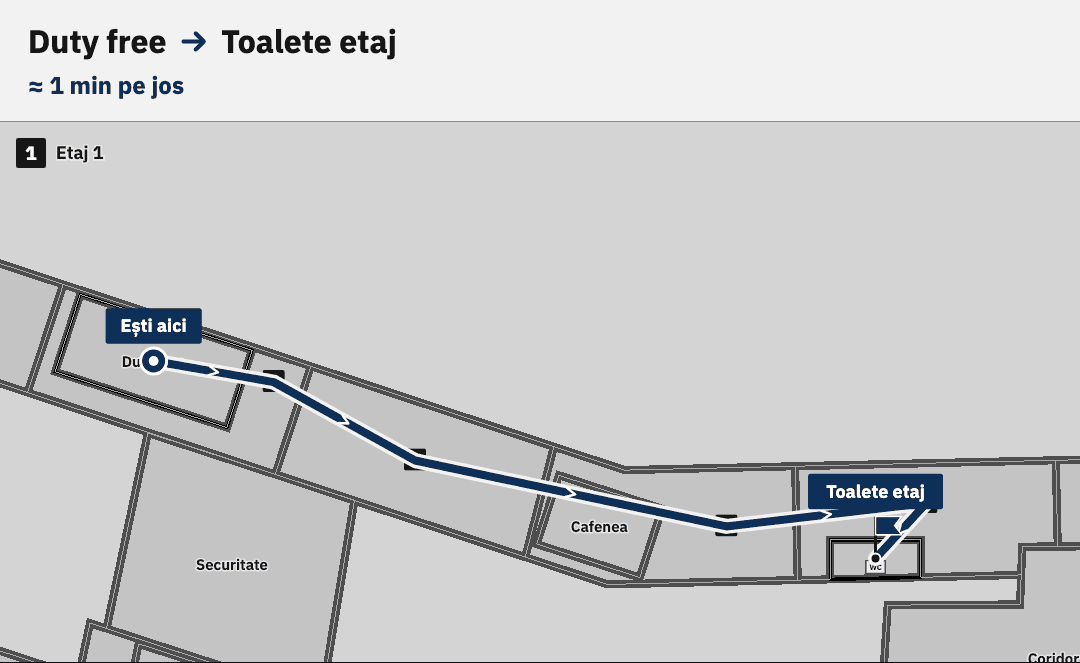 Duty free → Toalete etaj
≈ 1 min pe jos
1 Etaj 1
Ești aici
Du
Toalete etaj
Cafenea
WC
Securitate
Coridor